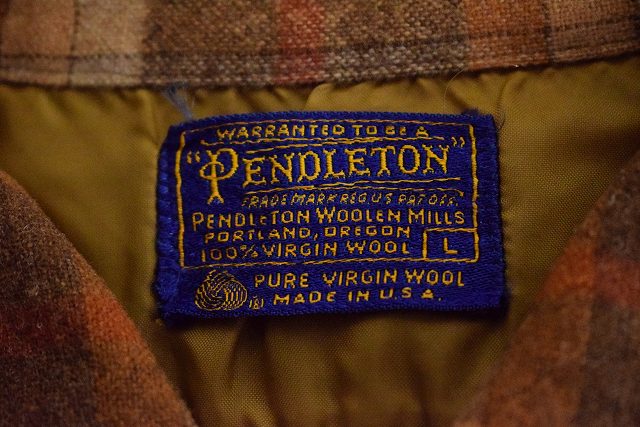 WARRANTED TO BE A
"PENDLETON"
TRADE MARK REG. U.S. PAT. OFF.
PENDLETON WOOLEN MILLS
PORTLAND, OREGON
100% VIRGIN WOOL L
PURE VIRGIN WOOL
® MADE IN U.S.A.